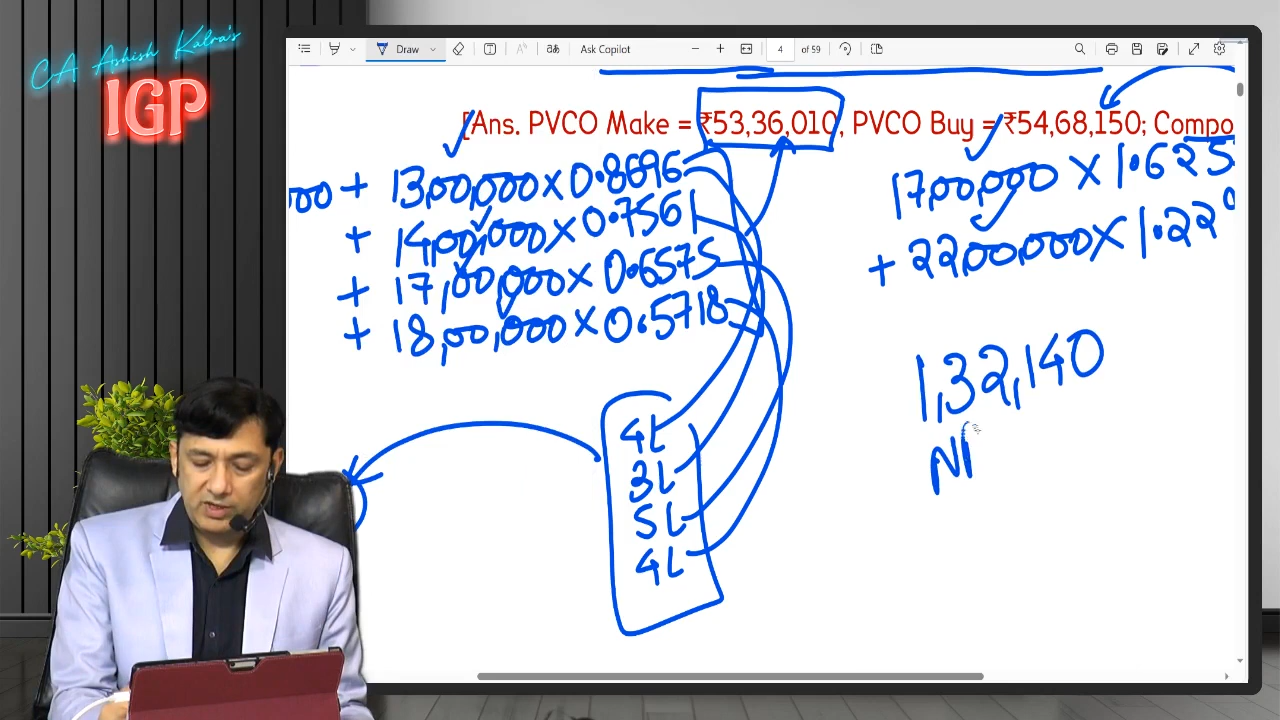 CA Ashish Kalra's
IGP
Draw
Ask Copilot
4 of 59
[Ans. PVCO Make = ₹53,36,010, PVCO Buy = ₹54,68,150; Compo
000 + 13,00,000 × 0.8696
+ 14,00,000 × 0.7561
+ 17,00,000 × 0.6575
+ 18,00,000 × 0.5718
17,00,000 × 1.625
+ 22,00,000 × 1.22
1,32,140
4L
3L
5L
4L